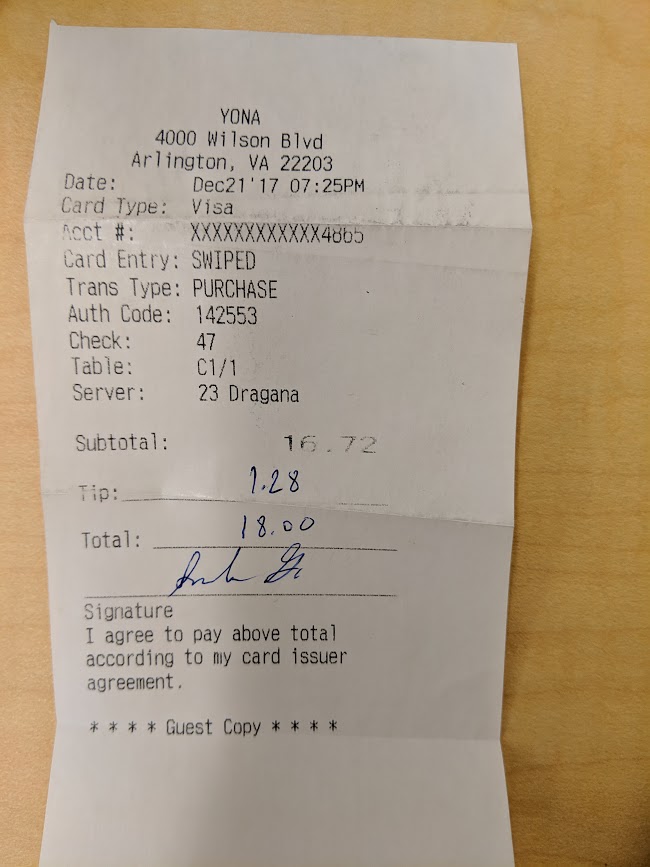 YONA
4000 Wilson Blvd
Arlington, VA 22203
Date: Dec21'17 07:25PM
Card Type: Visa
Acct #: XXXXXXXXXXXX4865
Card Entry: SWIPED
Trans Type: PURCHASE
Auth Code: 142553
Check: 47
Table: C1/1
Server: 23 Dragana
Subtotal: 16.72
Tip: 1.28
Total: 18.00
Signature
I agree to pay above total
according to my card issuer
agreement.
* * * * Guest Copy * * * *